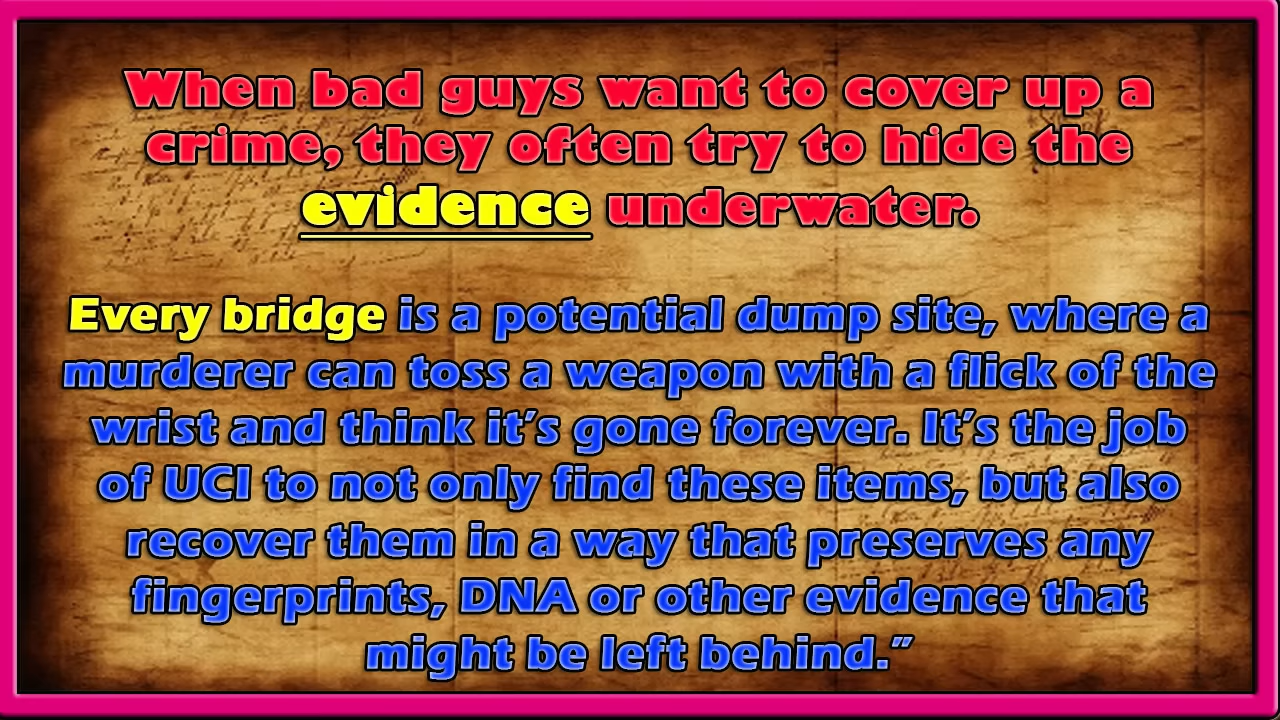 When bad guys want to cover up a
crime, they often try to hide the
evidence underwater.
Every bridge is a potential dump site, where a
murderer can toss a weapon with a flick of the
wrist and think it’s gone forever. It’s the job
of UCI to not only find these items, but also
recover them in a way that preserves any
fingerprints, DNA or other evidence that
might be left behind.”